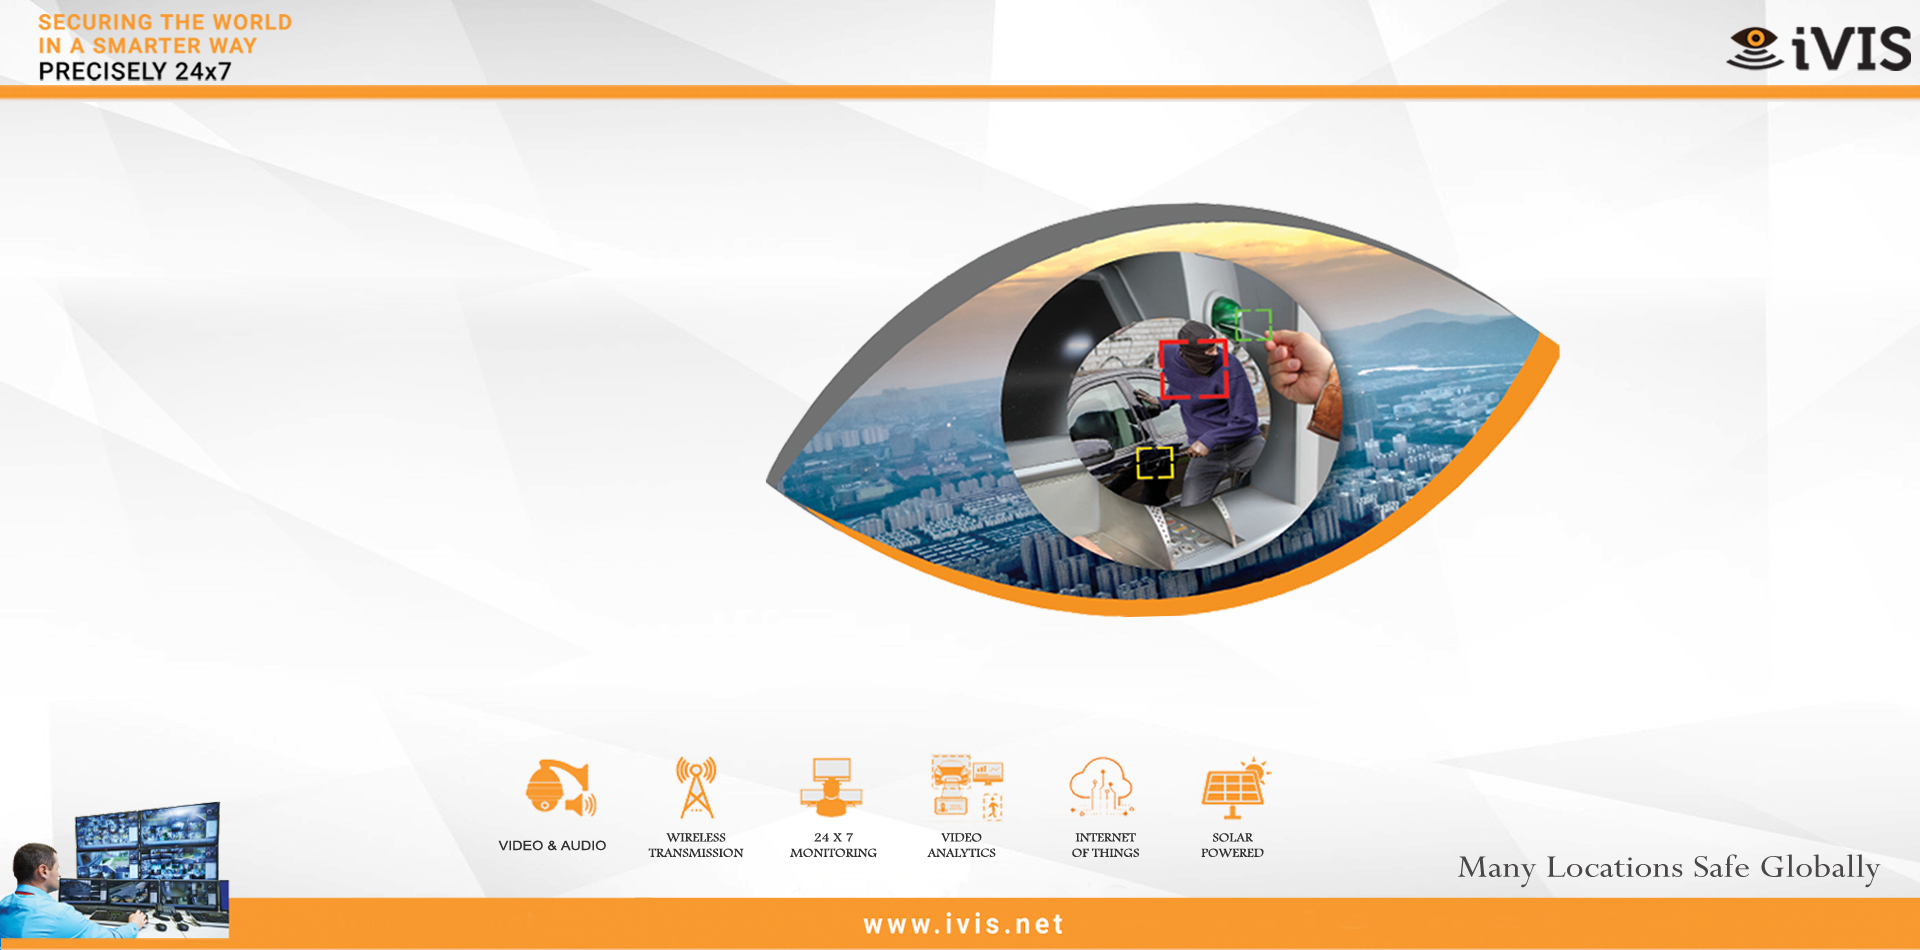 SECURING THE WORLD
IN A SMARTER WAY
PRECISELY 24x7
iVIS
VIDEO & AUDIO
WIRELESS
TRANSMISSION
24 X 7
MONITORING
VIDEO
ANALYTICS
INTERNET
OF THINGS
SOLAR
POWERED
Many Locations Safe Globally
www.ivis.net